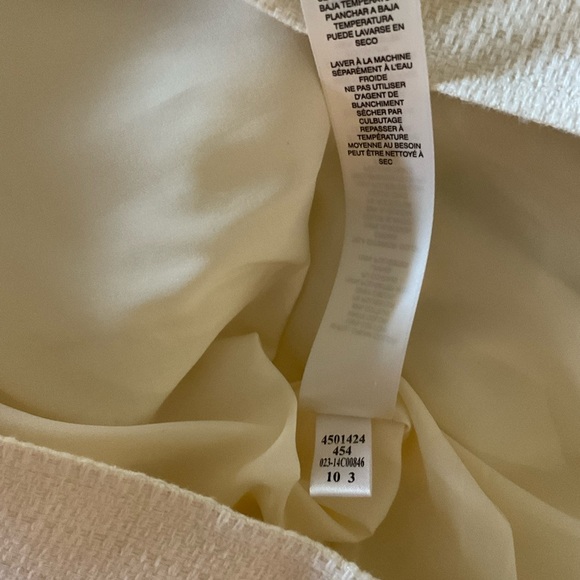 BAJA TEMPERATURA
PLANCHAR A BAJA
TEMPERATURA
PUEDE LAVARSE EN
SECO
LAVER À LA MACHINE
SÉPARÉMENT À L'EAU
FROIDE
NE PAS UTILISER
D'AGENT DE
BLANCHIMENT
SÉCHER PAR
CULBUTAGE
REPASSER À
TEMPÉRATURE
MOYENNE AU BESOIN
PEUT ÊTRE NETTOYÉ À
SEC
4501424
454
023-14C00846
10 3